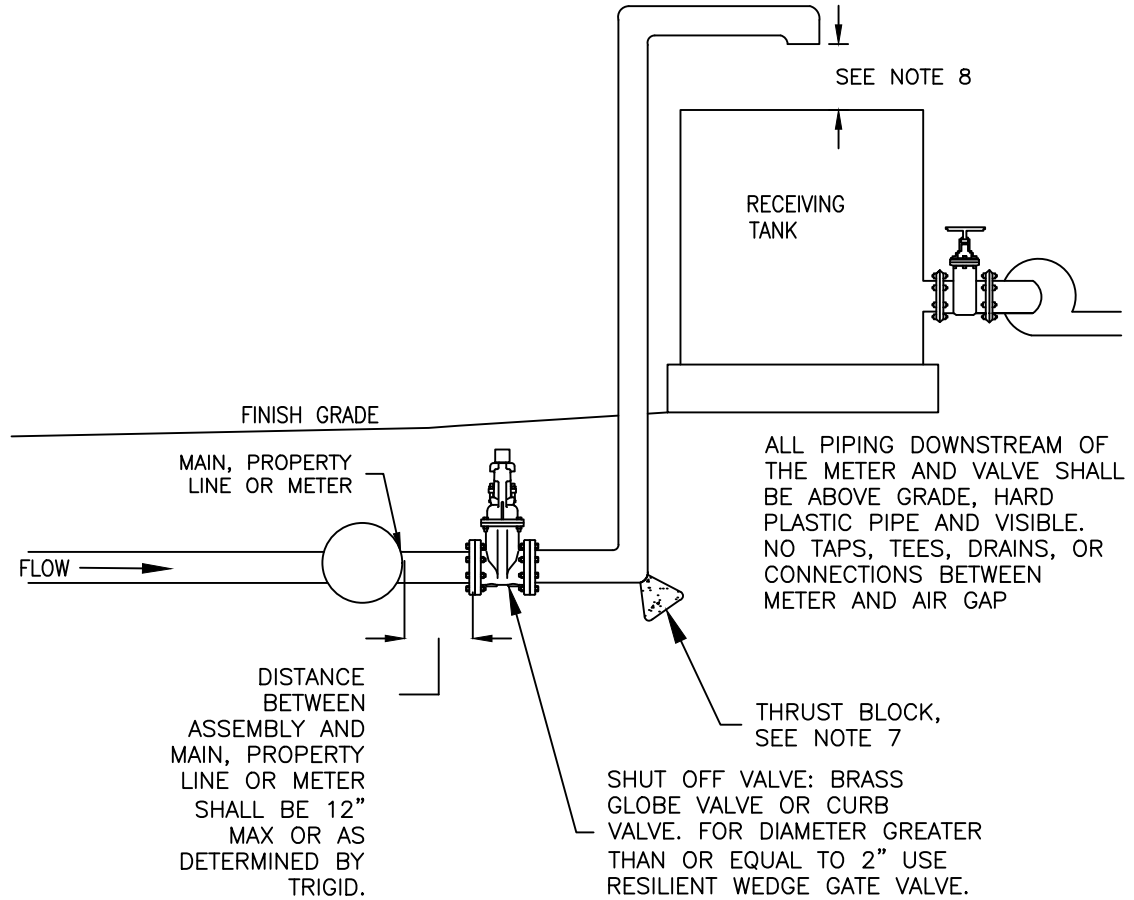 SEE NOTE 8
RECEIVING
TANK
FINISH GRADE
MAIN, PROPERTY
LINE OR METER
FLOW
ALL PIPING DOWNSTREAM OF
THE METER AND VALVE SHALL
BE ABOVE GRADE, HARD
PLASTIC PIPE AND VISIBLE.
NO TAPS, TEES, DRAINS, OR
CONNECTIONS BETWEEN
METER AND AIR GAP
DISTANCE
BETWEEN
ASSEMBLY AND
MAIN, PROPERTY
LINE OR METER
SHALL BE 12”
MAX OR AS
DETERMINED BY
TRIGID.
THRUST BLOCK,
SEE NOTE 7
SHUT OFF VALVE: BRASS
GLOBE VALVE OR CURB
VALVE. FOR DIAMETER GREATER
THAN OR EQUAL TO 2” USE
RESILIENT WEDGE GATE VALVE.